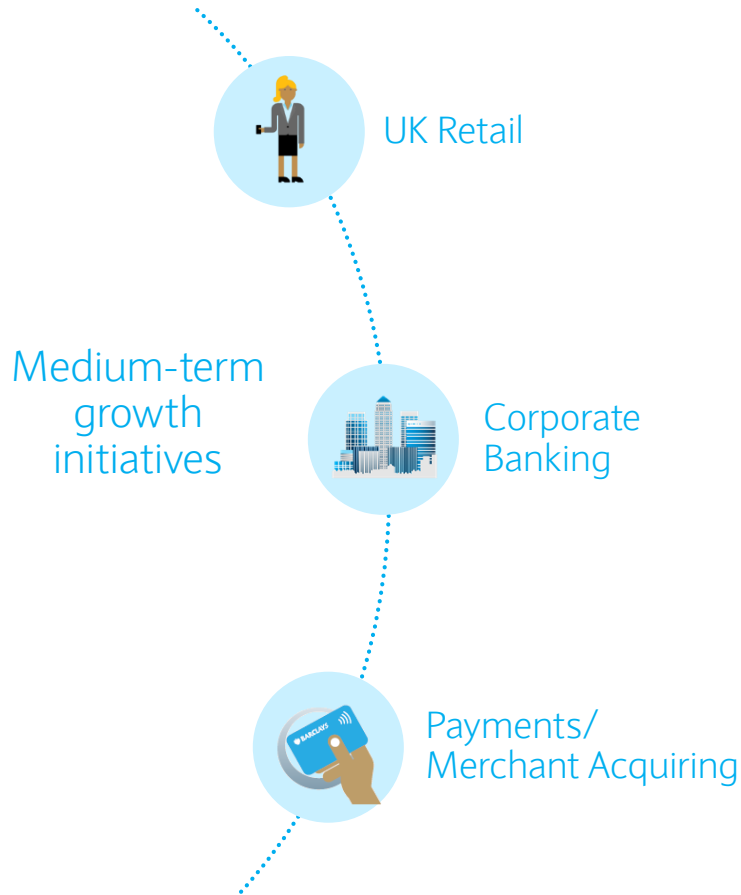 UK Retail
Medium-term
growth
initiatives
Corporate
Banking
BARCLAYS
Payments/
Merchant Acquiring